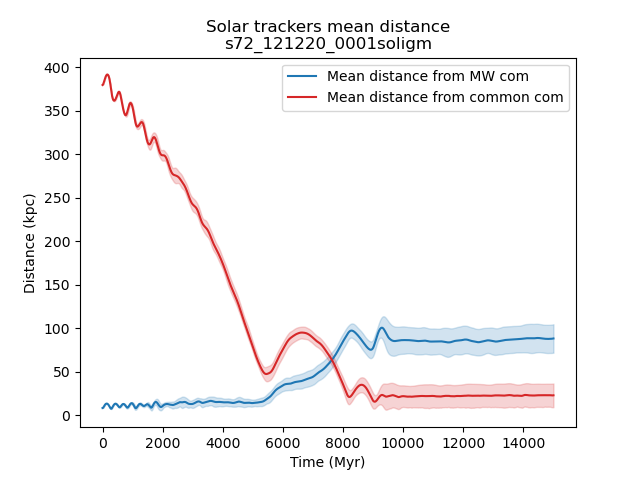 Solar trackers mean distance
s72_121220_0001soligm
Mean distance from MW com
Mean distance from common com
400
350
300
250
200
150
100
50
0
Distance (kpc)
0 2000 4000 6000 8000 10000 12000 14000
Time (Myr)